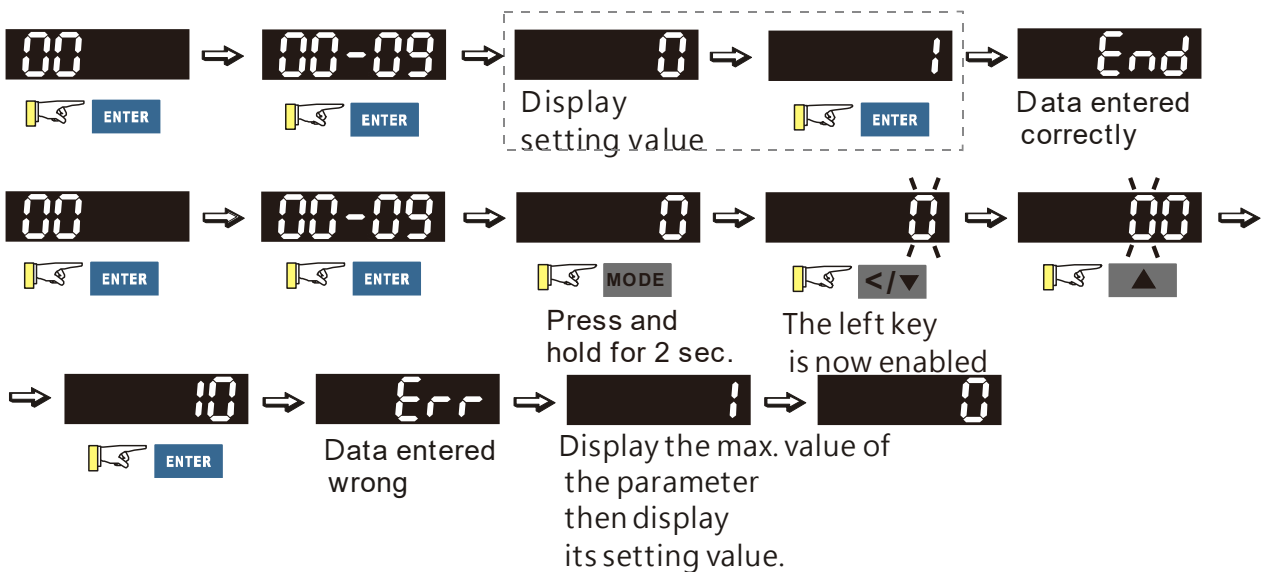 00 00-09 0 1 End
ENTER ENTER Display ENTER Data entered
setting value correctly
00 00-09 0 0 00
ENTER ENTER MODE </▼ ▲
Press and The left key
hold for 2 sec. is now enabled
10 Err 1 0
ENTER Data entered Display the max. value of
wrong the parameter
then display
its setting value.